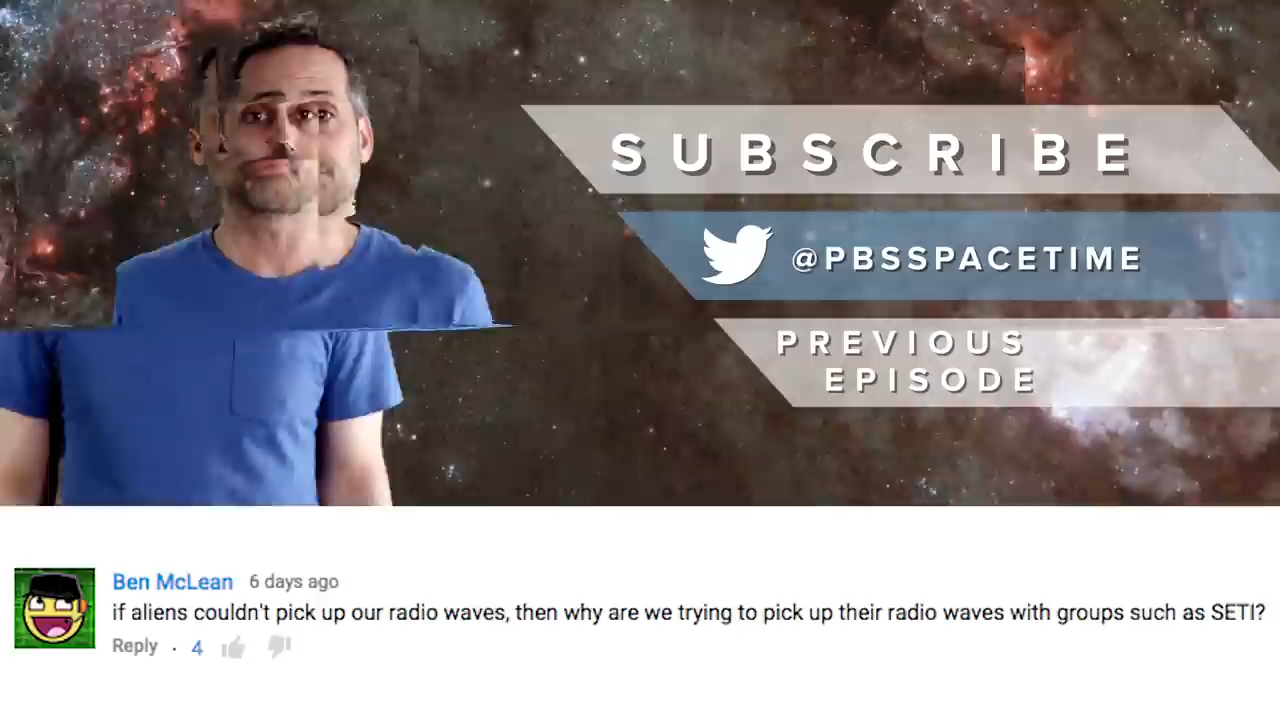 SUBSCRIBE
@PBSSPACETIME
PREVIOUS
EPISODE
Ben McLean 6 days ago
if aliens couldn't pick up our radio waves, then why are we trying to pick up their radio waves with groups such as SETI?
Reply · 4